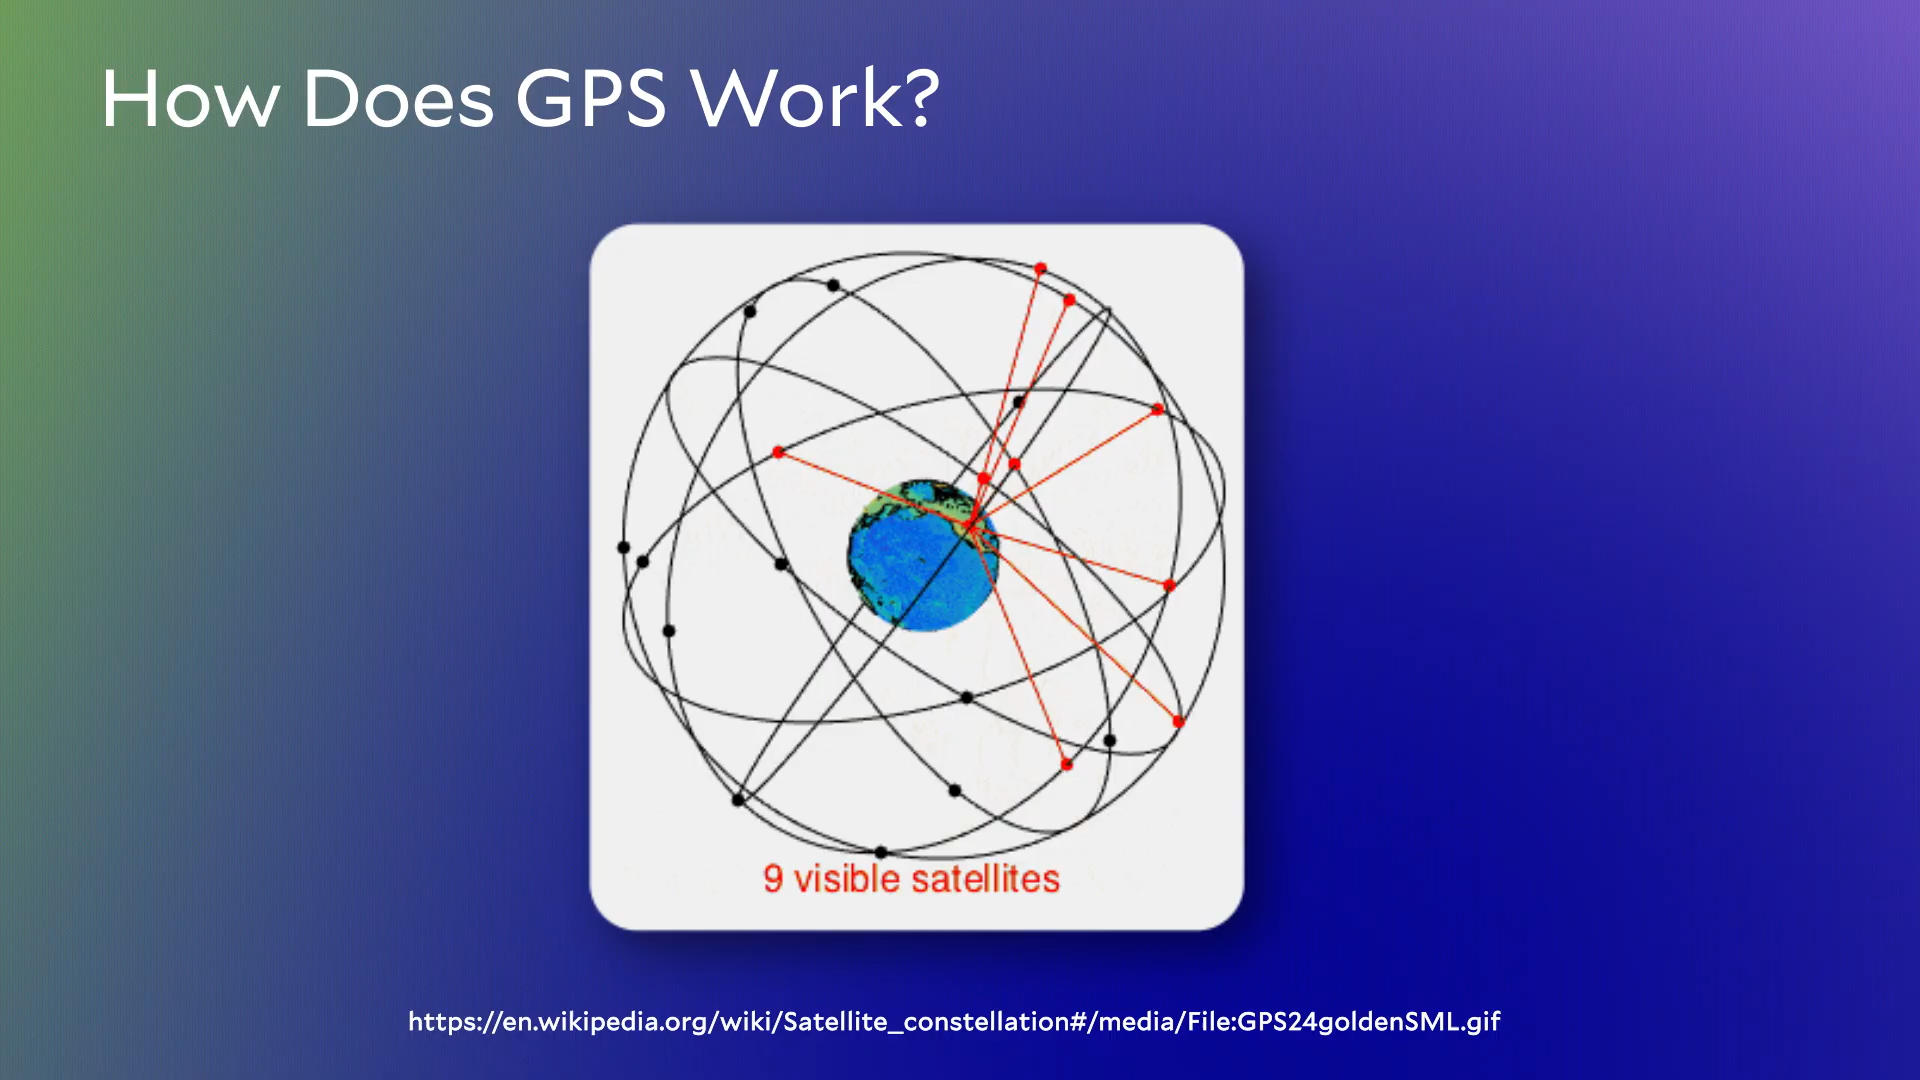 How Does GPS Work?
9 visible satellites
https://en.wikipedia.org/wiki/Satellite_constellation#/media/File:GPS24goldenSML.gif